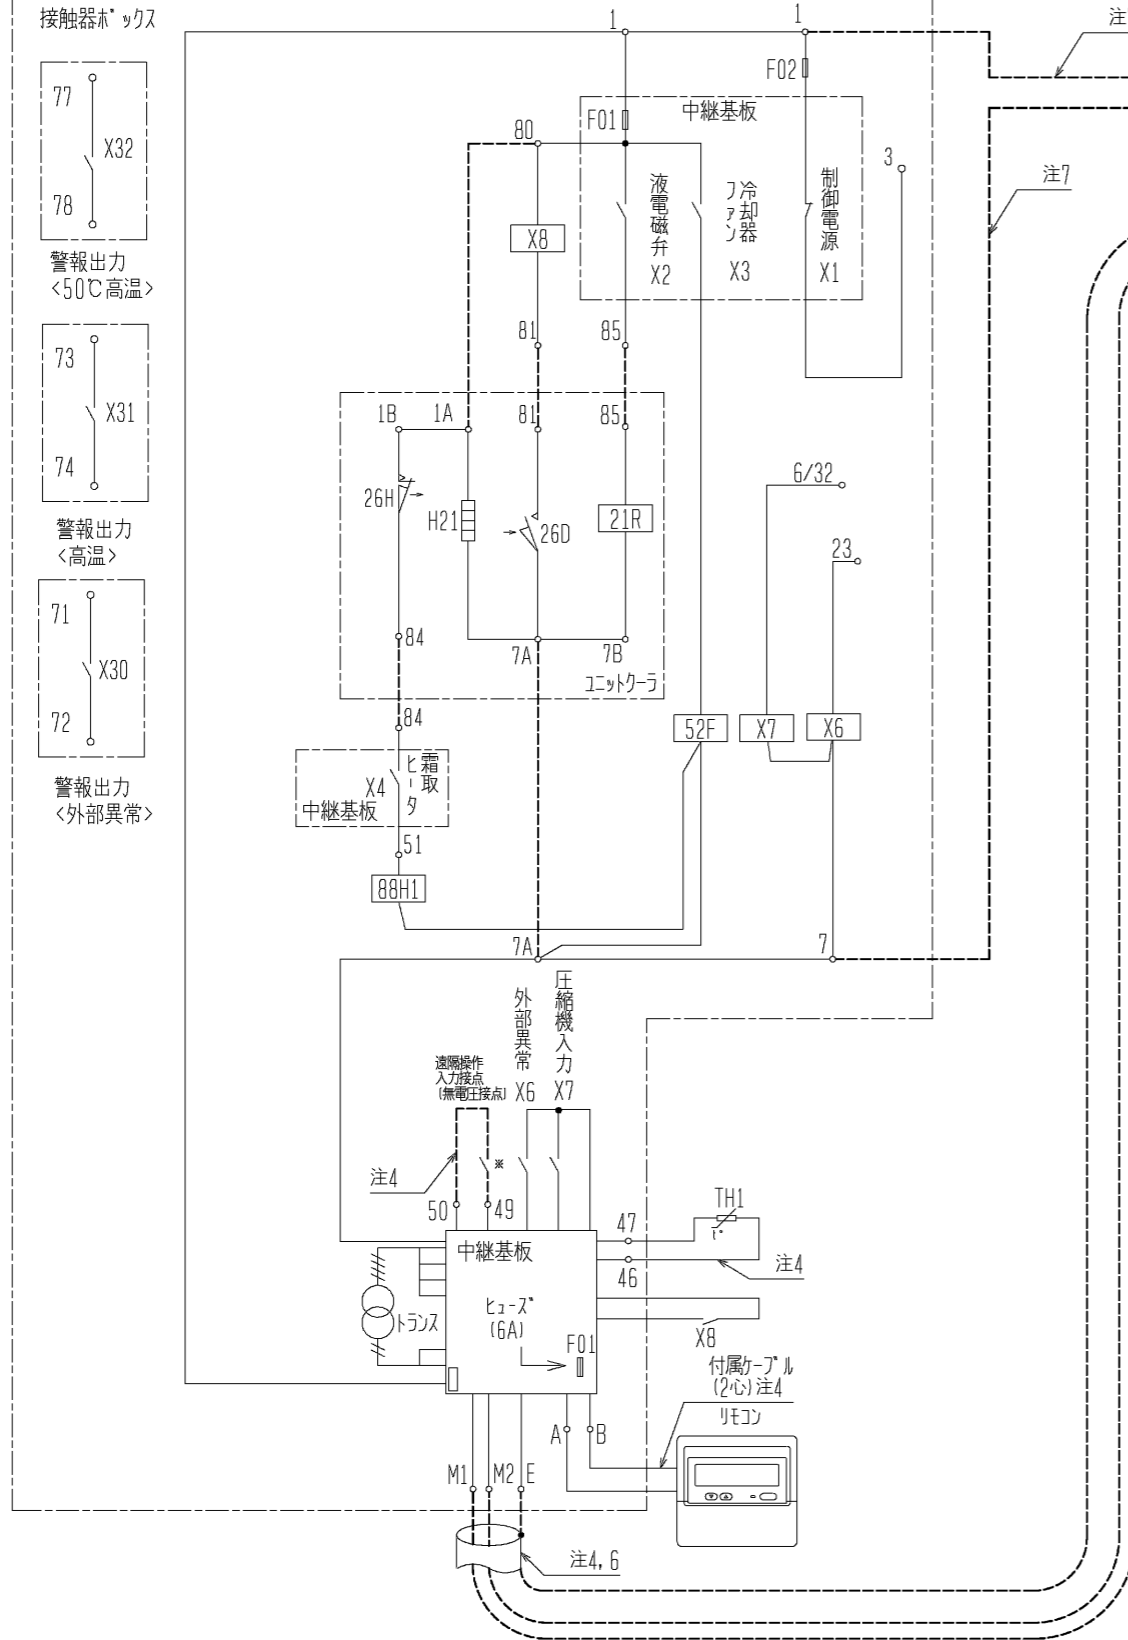 接触器ﾎﾞｯｸｽ
77
X32
78
警報出力
<50℃高温>
73
X31
74
警報出力
<高温>
71
X30
72
警報出力
<外部異常>
1
1
注
F02
F01
中継基板
80
3
注7
液電磁弁
X2
冷却器
ﾌｧﾝ
X3
制御電源
X1
X8
81
85
1B
1A
81
85
26H
H21
26D
21R
6/32
23
84
7A
7B
ﾕﾆｯﾄｸｰﾗ
84
52F
X7
X6
霜取
ﾋｰﾀ
X4
中継基板
51
88H1
7A
7
外部異常
X6
圧縮機入力
X7
遠隔操作
入力接点
(無電圧接点)
※
注4
50
49
中継基板
47
46
TH1
注4
ﾄﾗﾝｽ
ﾋｭｰｽﾞ
(6A)
F01
X8
付属ｹｰﾌﾞﾙ
(2心)注4
ﾘﾓｺﾝ
A
B
M1
M2
E
注4,6